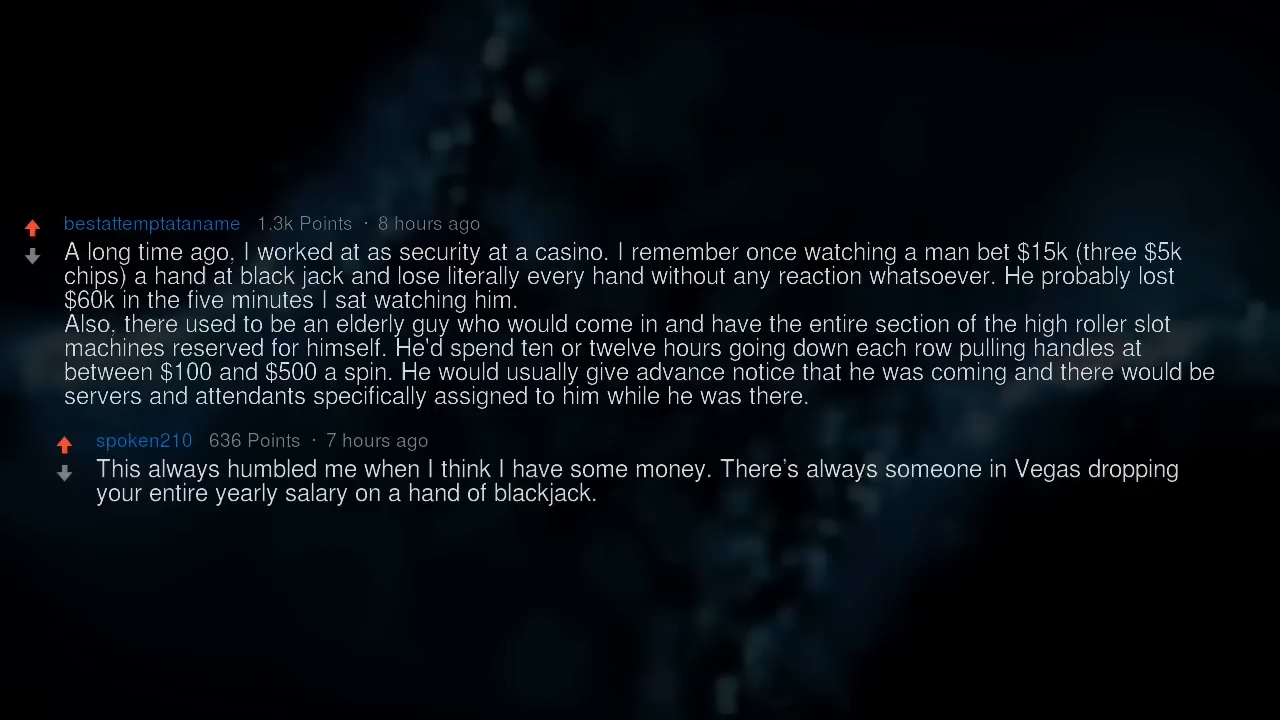 bestattemptataname 1.3k Points · 8 hours ago
A long time ago, I worked at as security at a casino. I remember once watching a man bet $15k (three $5k
chips) a hand at black jack and lose literally every hand without any reaction whatsoever. He probably lost
$60k in the five minutes I sat watching him.
Also, there used to be an elderly guy who would come in and have the entire section of the high roller slot
machines reserved for himself. He'd spend ten or twelve hours going down each row pulling handles at
between $100 and $500 a spin. He would usually give advance notice that he was coming and there would be
servers and attendants specifically assigned to him while he was there.
spoken210 636 Points · 7 hours ago
This always humbled me when I think I have some money. There’s always someone in Vegas dropping
your entire yearly salary on a hand of blackjack.